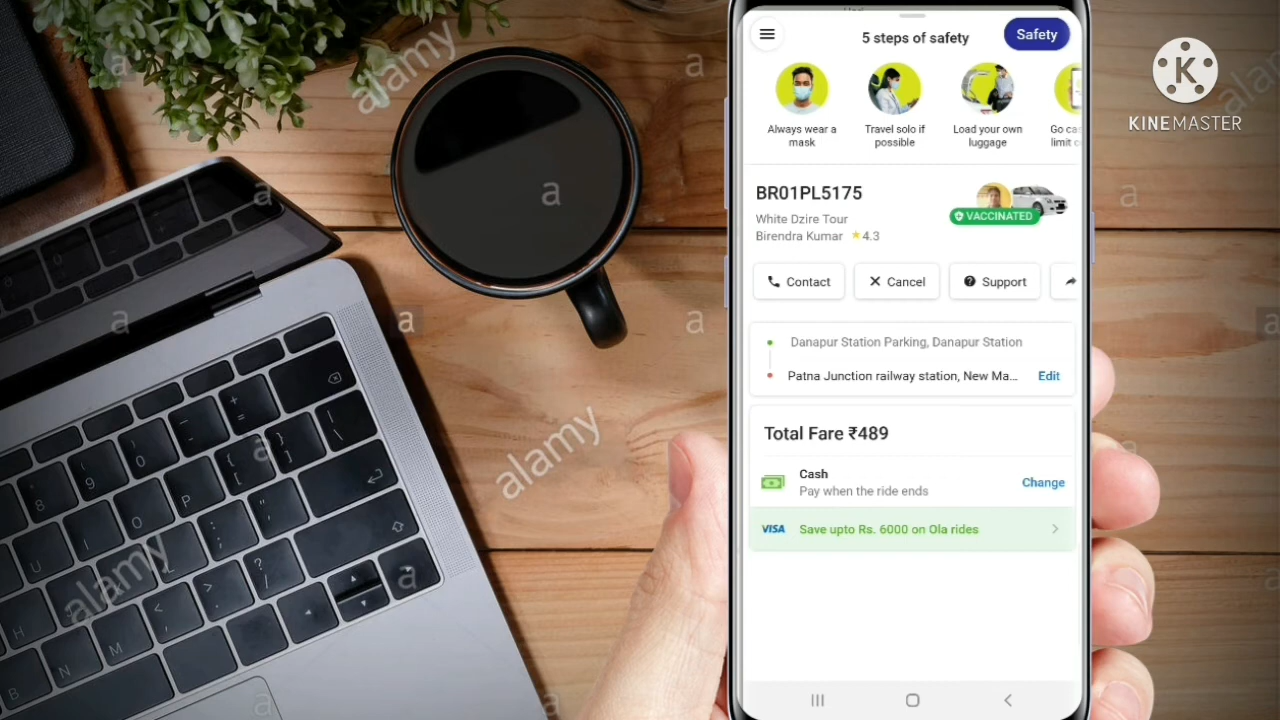 5 steps of safety
Safety
Always wear a
mask
Travel solo if
possible
Load your own
luggage
Go ca
limit c
BR01PL5175
White Dzire Tour
Birendra Kumar ★4.3
VACCINATED
Contact
Cancel
Support
Danapur Station Parking, Danapur Station
Patna Junction railway station, New Ma...
Edit
Total Fare ₹489
Cash
Pay when the ride ends
Change
VISA
Save upto Rs. 6000 on Ola rides
K
KINEMASTER
alamy
alamy
alamy
a
a
a
a
a
a
a
a